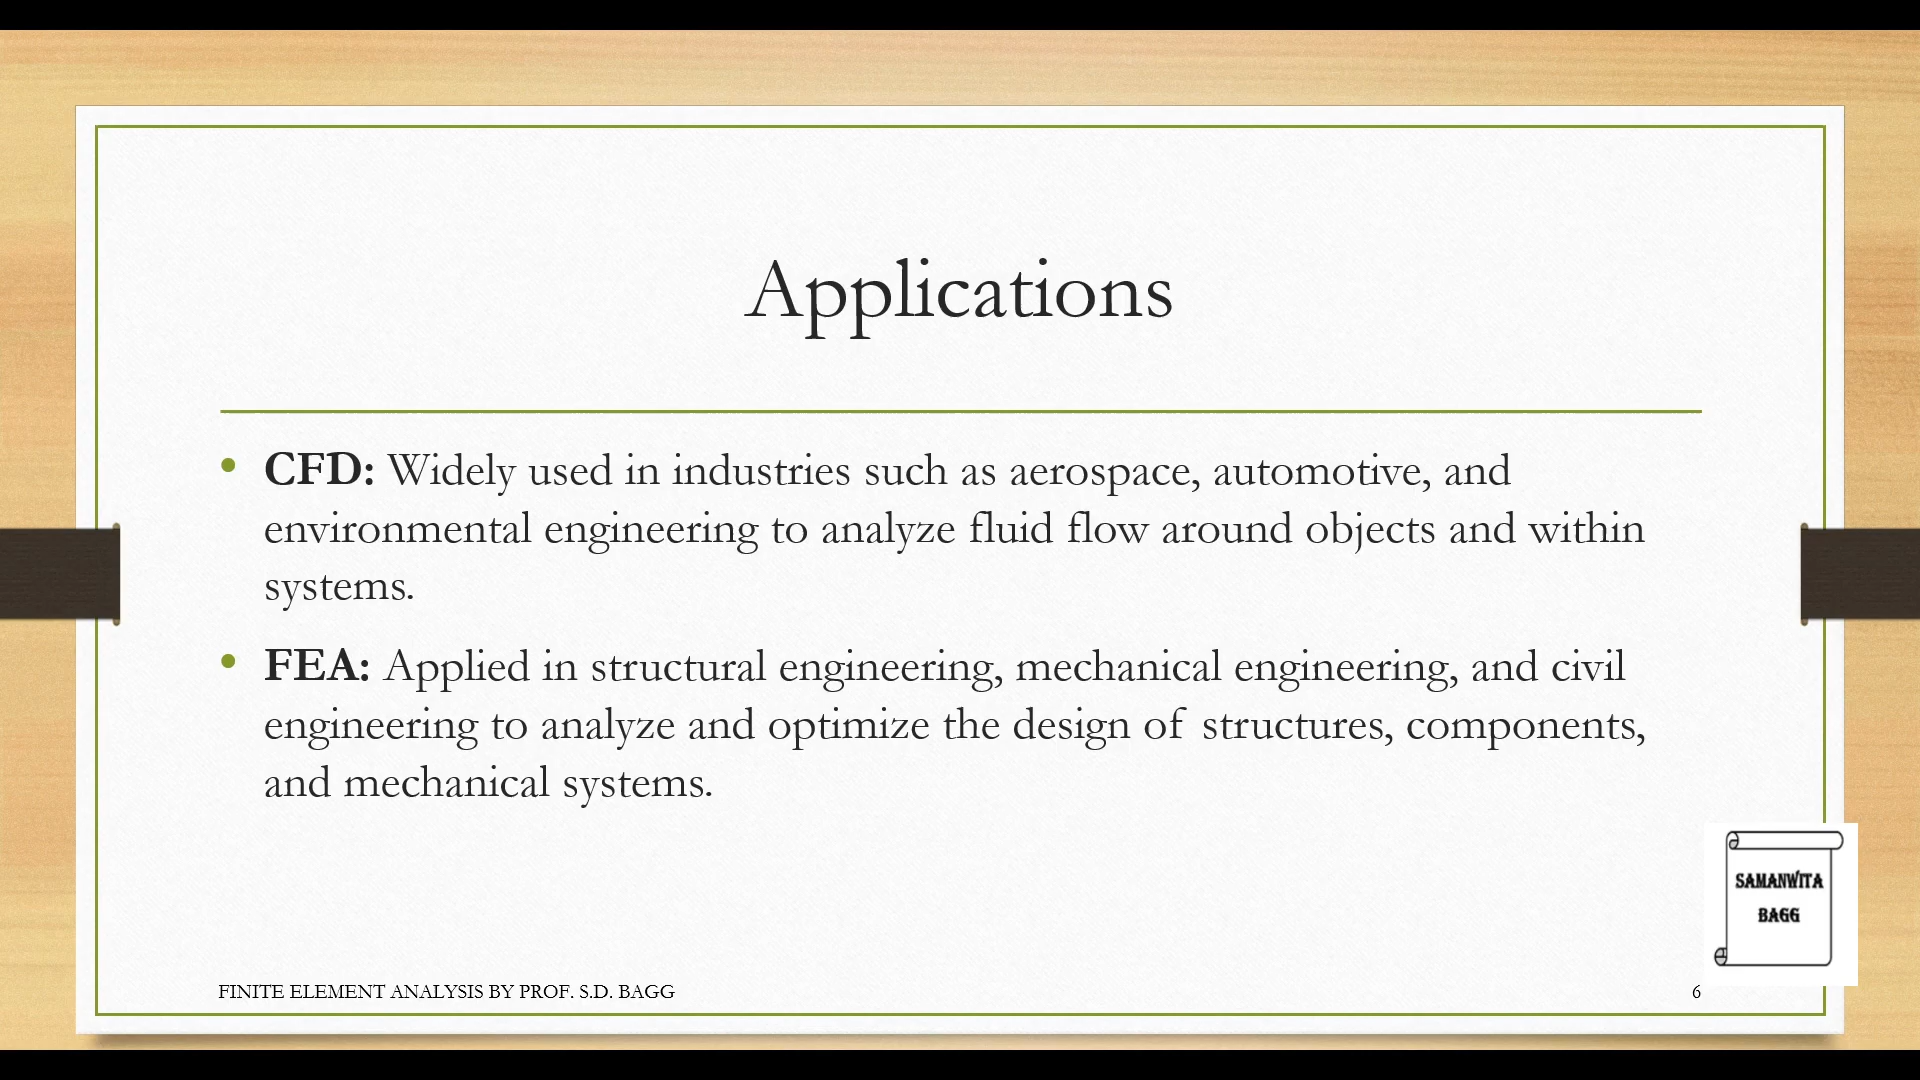 Applications
• CFD: Widely used in industries such as aerospace, automotive, and
environmental engineering to analyze fluid flow around objects and within
systems.
• FEA: Applied in structural engineering, mechanical engineering, and civil
engineering to analyze and optimize the design of structures, components,
and mechanical systems.
SAMANWITA
BAGG
FINITE ELEMENT ANALYSIS BY PROF. S.D. BAGG
6